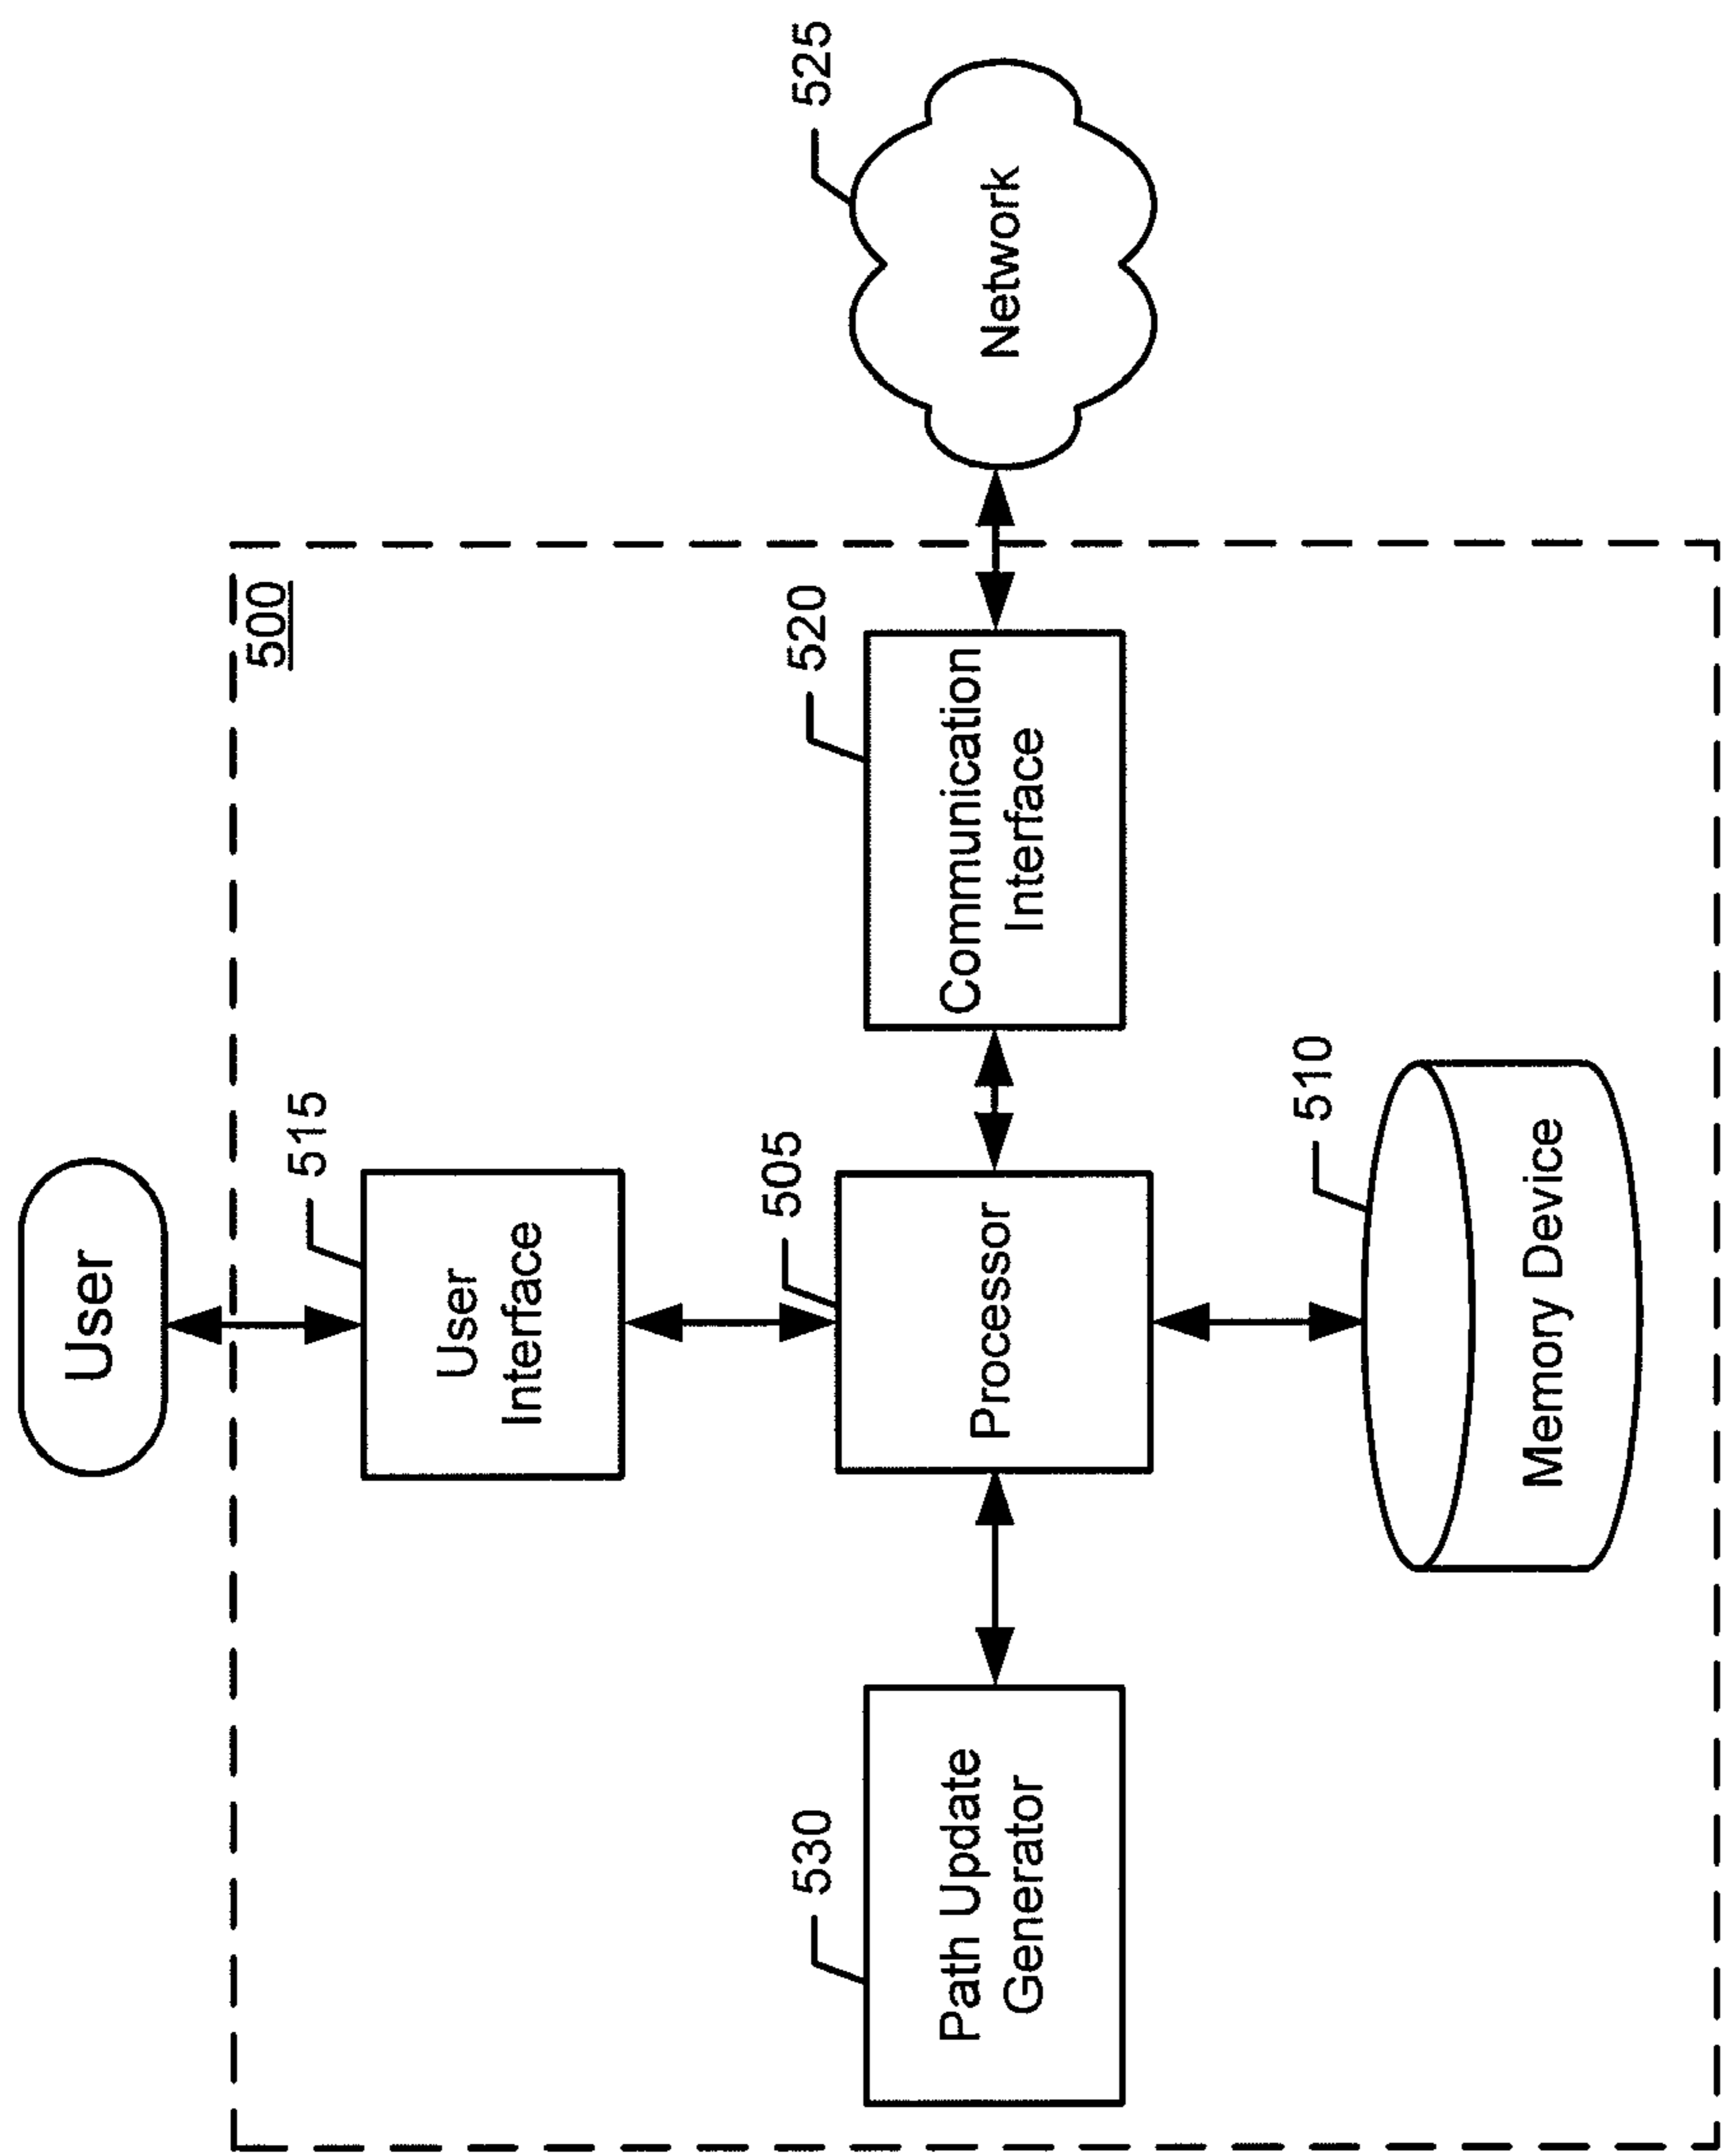 User
500
515
User
Interface
530
Path Update
Generator
505
Processor
520
Communication
Interface
525
Network
510
Memory Device